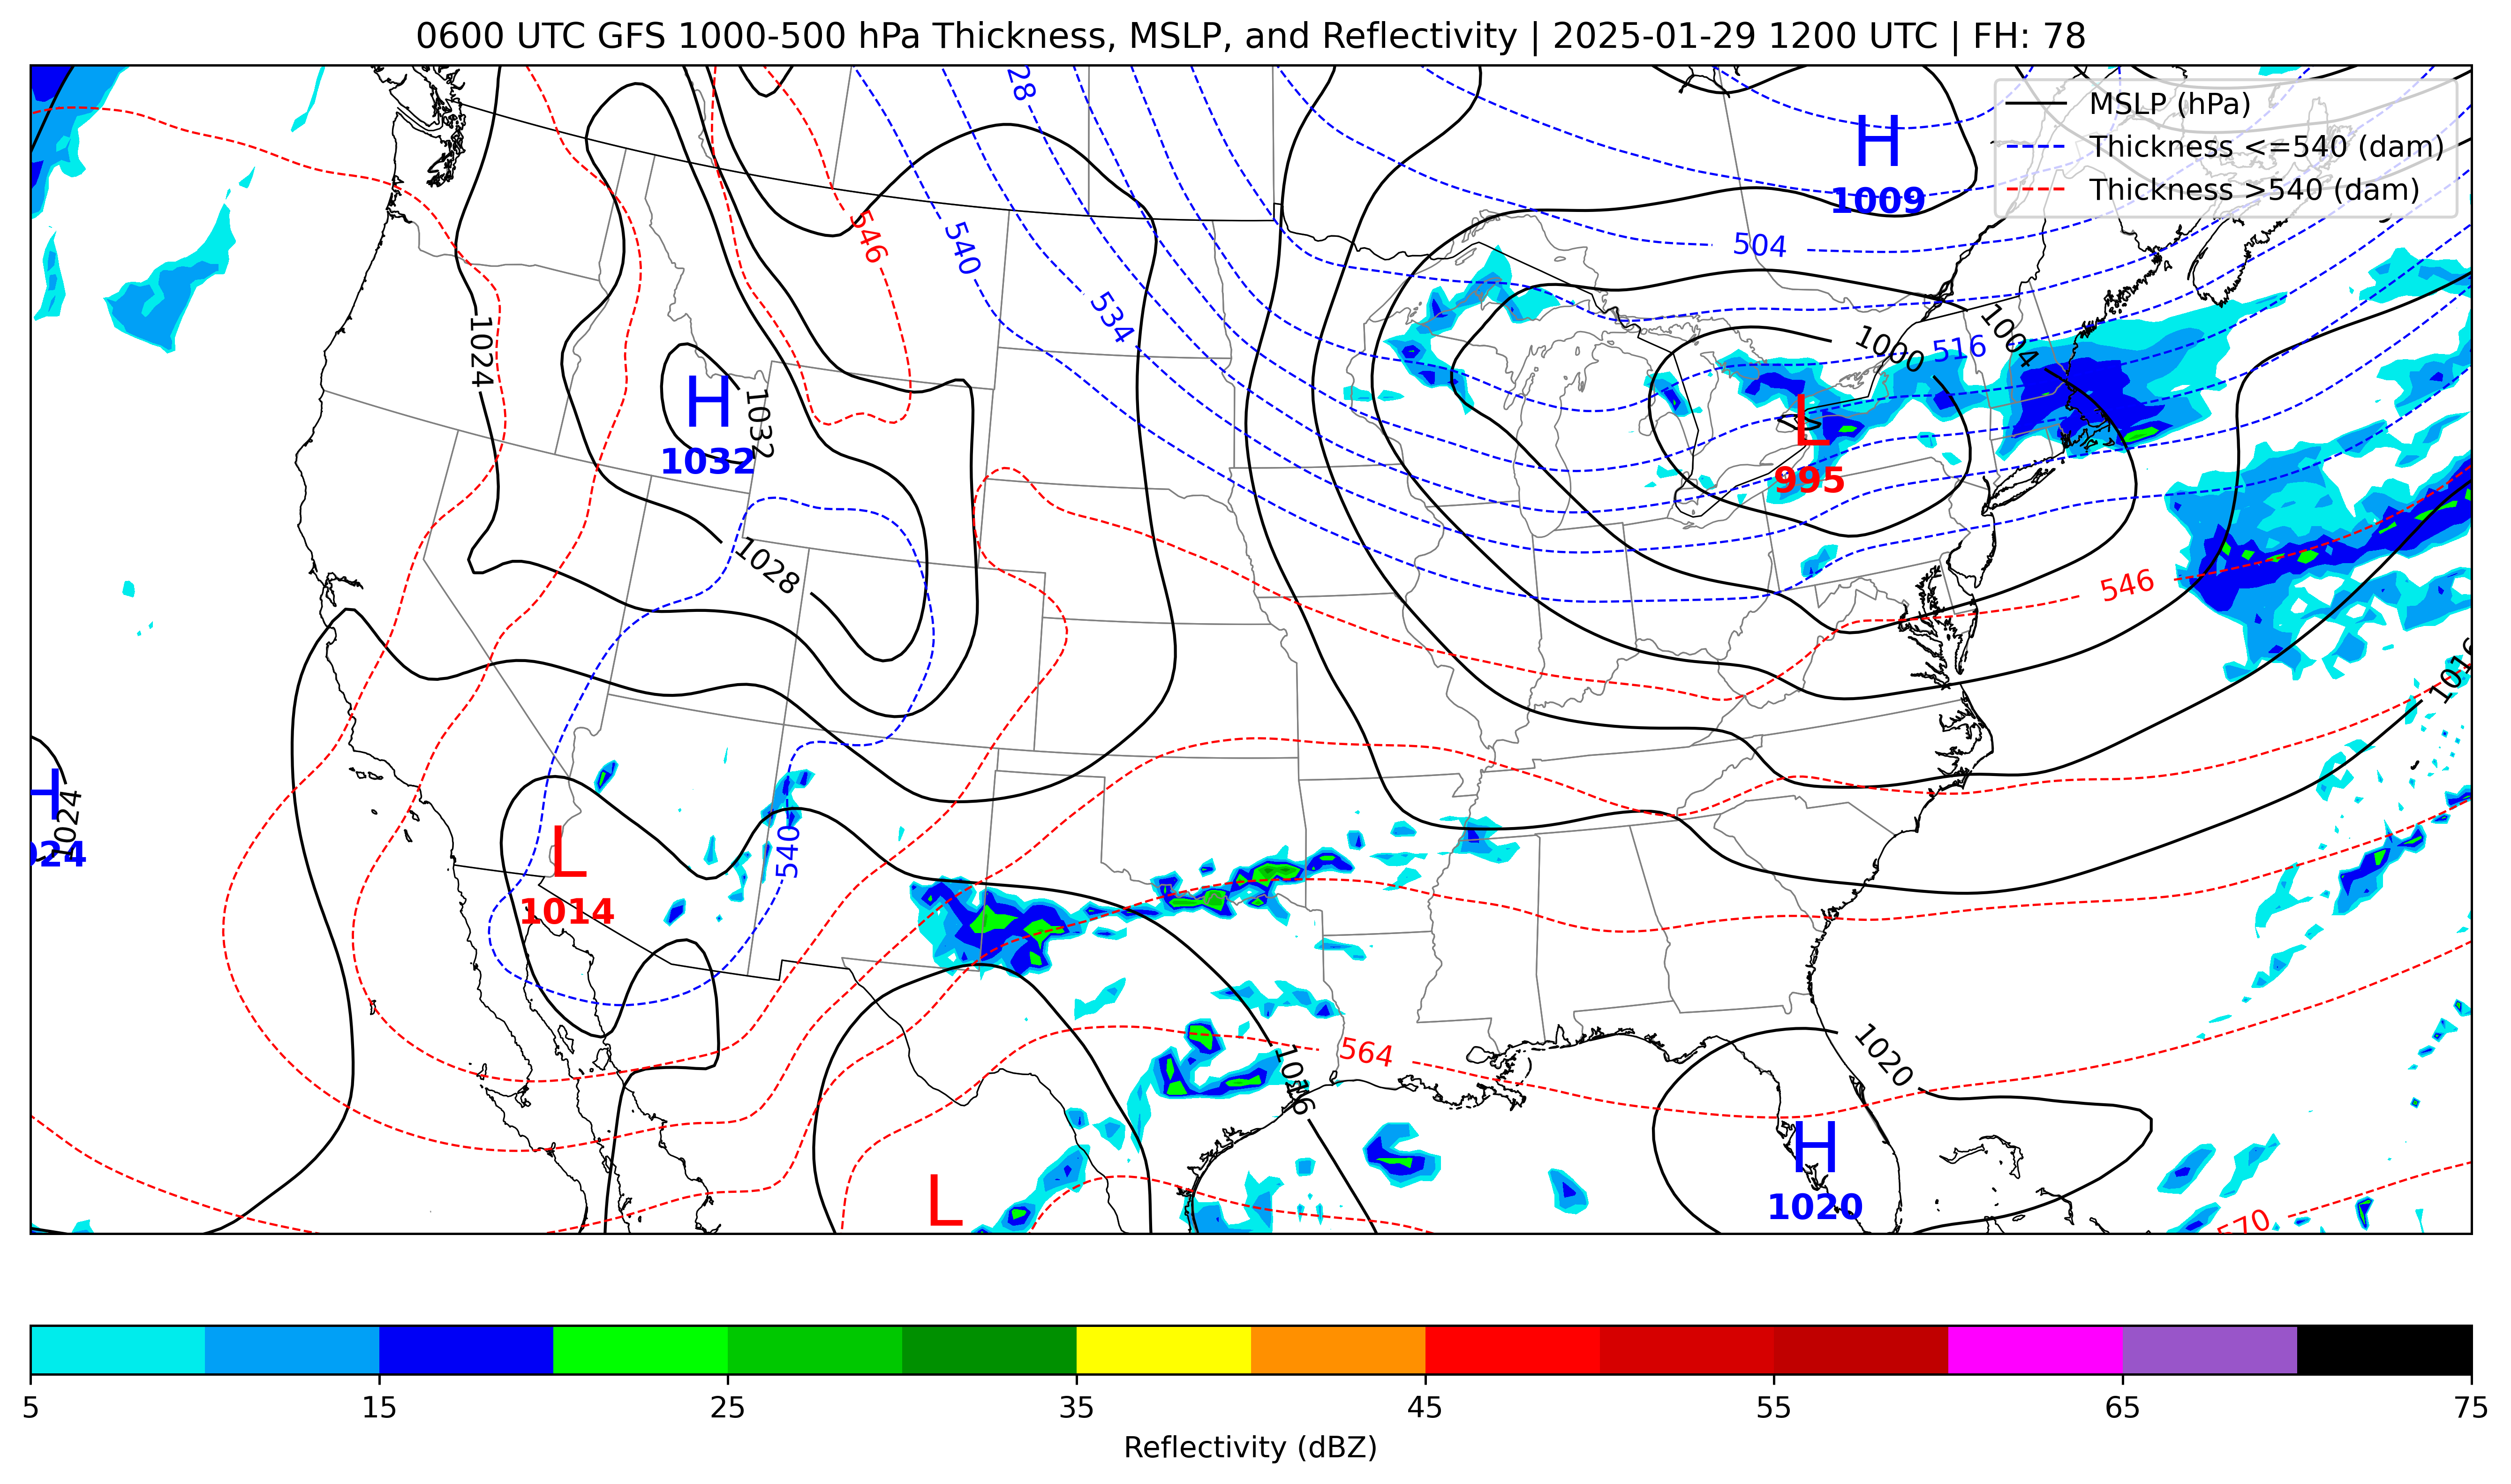 0600 UTC GFS 1000-500 hPa Thickness, MSLP, and Reflectivity | 2025-01-29 1200 UTC | FH: 78
MSLP (hPa)
Thickness <=540 (dam)
Thickness >540 (dam)
28
H
1009
546
540
504
534
1024
1000
516
1004
H
1032
1032
L
995
1028
546
1016
H
1024
024
540
L
1014
564
1016
1020
H
1020
L
570
5
15
25
35
45
55
65
75
Reflectivity (dBZ)